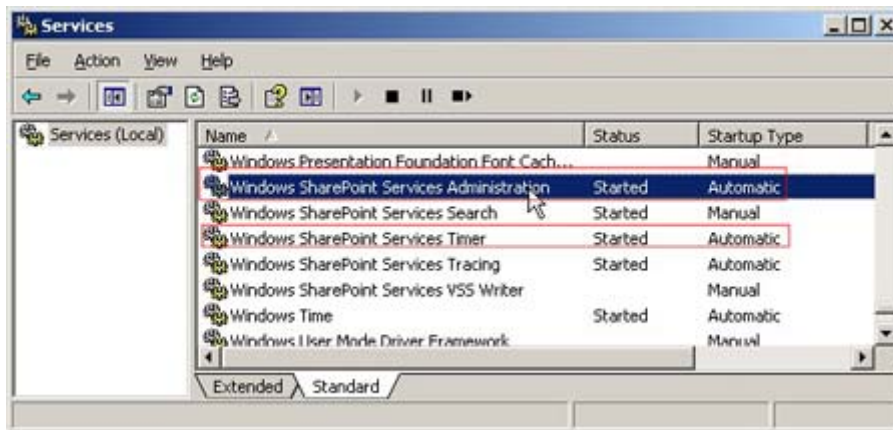 Services
File Action View Help
Services (Local)
Name Status Startup Type
Windows Presentation Foundation Font Cach... Manual
Windows SharePoint Services Administration Started Automatic
Windows SharePoint Services Search Started Manual
Windows SharePoint Services Timer Started Automatic
Windows SharePoint Services Tracing Started Automatic
Windows SharePoint Services VSS Writer Manual
Windows Time Started Automatic
Windows User Mode Driver Framework Manual
Extended Standard